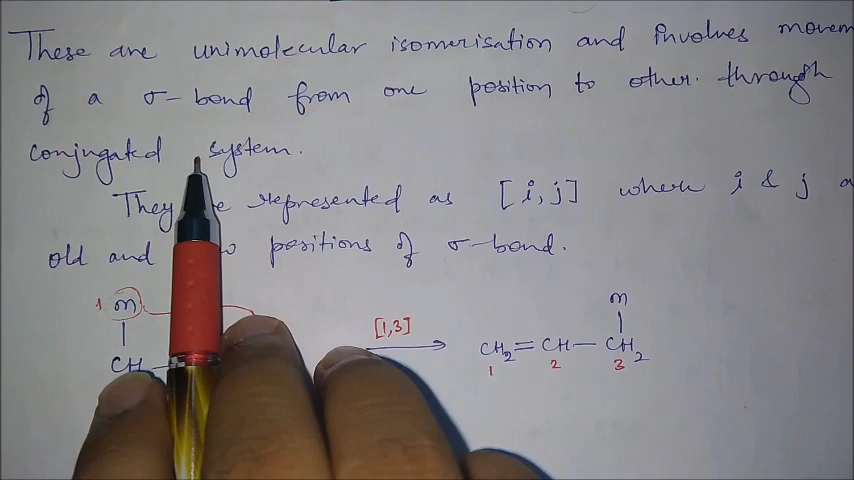 These are unimolecular isomerisation and involves movem
of a σ-bond from one position to other. through
conjugated system.
They represented as [i,j] where i & j a
old and positions of σ-bond.
1 m m
[1,3]
CH CH2=CH-CH2
1 2 3